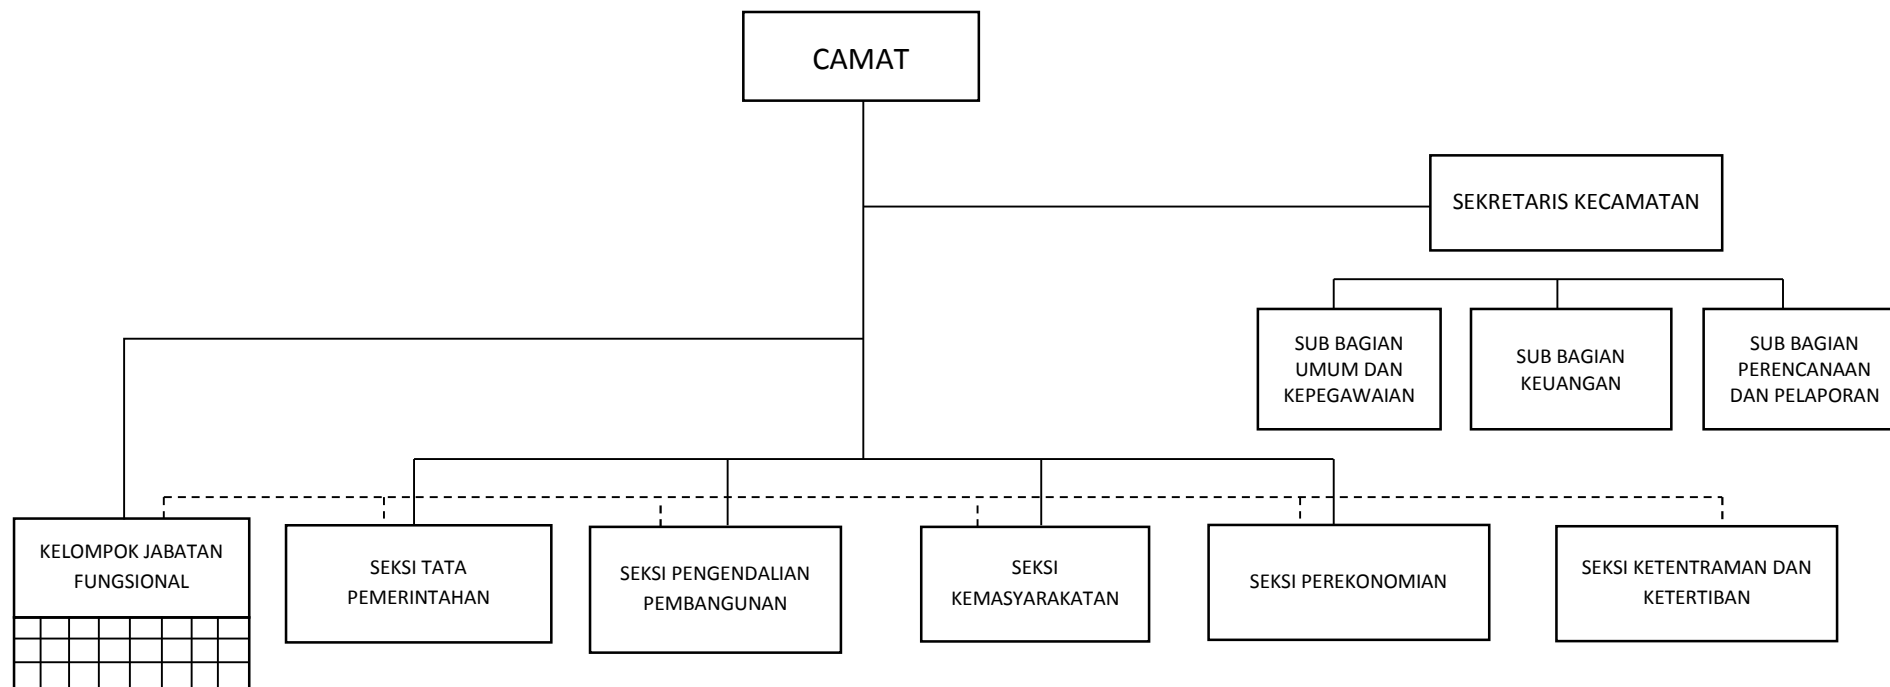 CAMAT
SEKRETARIS KECAMATAN
SUB BAGIAN
UMUM DAN
KEPEGAWAIAN
SUB BAGIAN
KEUANGAN
SUB BAGIAN
PERENCANAAN
DAN PELAPORAN
KELOMPOK JABATAN
FUNGSIONAL
SEKSI TATA
PEMERINTAHAN
SEKSI PENGENDALIAN
PEMBANGUNAN
SEKSI
KEMASYARAKATAN
SEKSI PEREKONOMIAN
SEKSI KETENTRAMAN DAN
KETERTIBAN